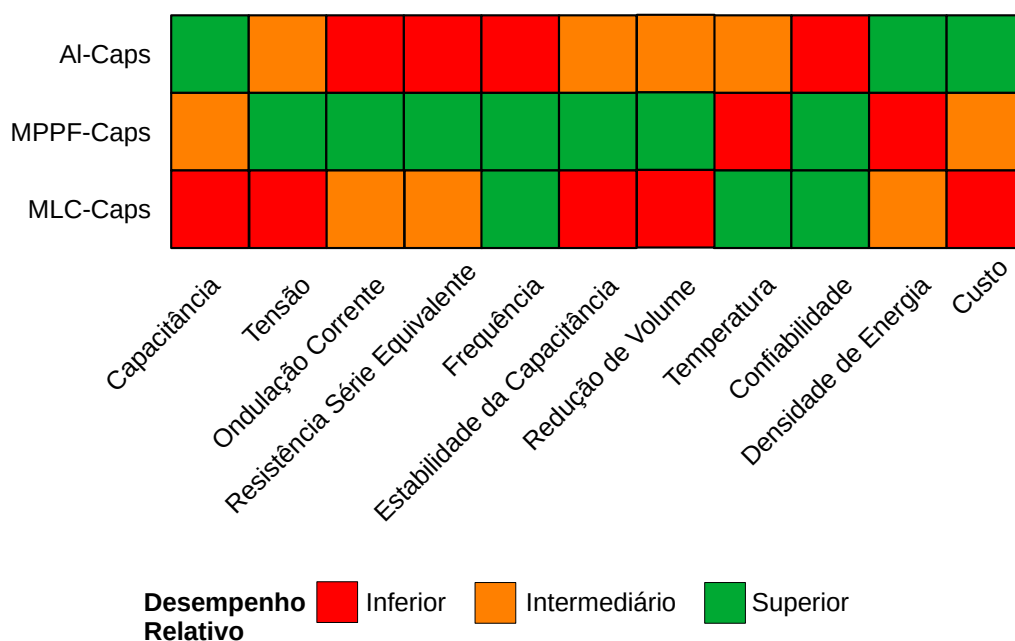 Al-Caps
MPPF-Caps
MLC-Caps
Capacitância
Tensão
Ondulação Corrente
Resistência Série Equivalente
Frequência
Estabilidade da Capacitância
Redução de Volume
Temperatura
Confiabilidade
Densidade de Energia
Custo
Desempenho
Relativo
Inferior
Intermediário
Superior